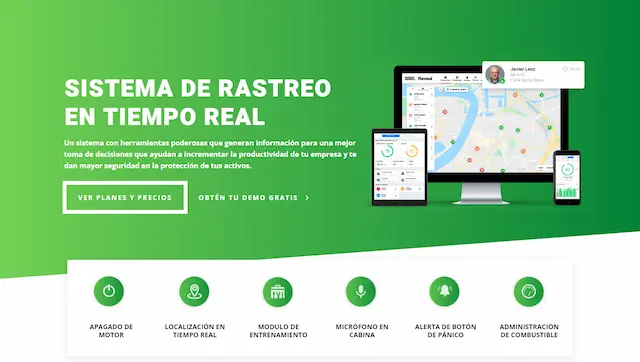 SISTEMA DE RASTREO
EN TIEMPO REAL
Un sistema con herramientas poderosas que generan información para una mejor
toma de decisiones que ayudan a incrementar la productividad de tu empresa y te
dan mayor seguridad en la protección de tus activos.
VER PLANES Y PRECIOS
OBTÉN TU DEMO GRATIS
Javier Leoz
APAGADO DE
MOTOR
LOCALIZACIÓN EN
TIEMPO REAL
MODULO DE
ENTRENAMIENTO
MICRÓFONO EN
CABINA
ALERTA DE BOTÓN
DE PÁNICO
ADMINISTRACIÓN
DE COMBUSTIBLE